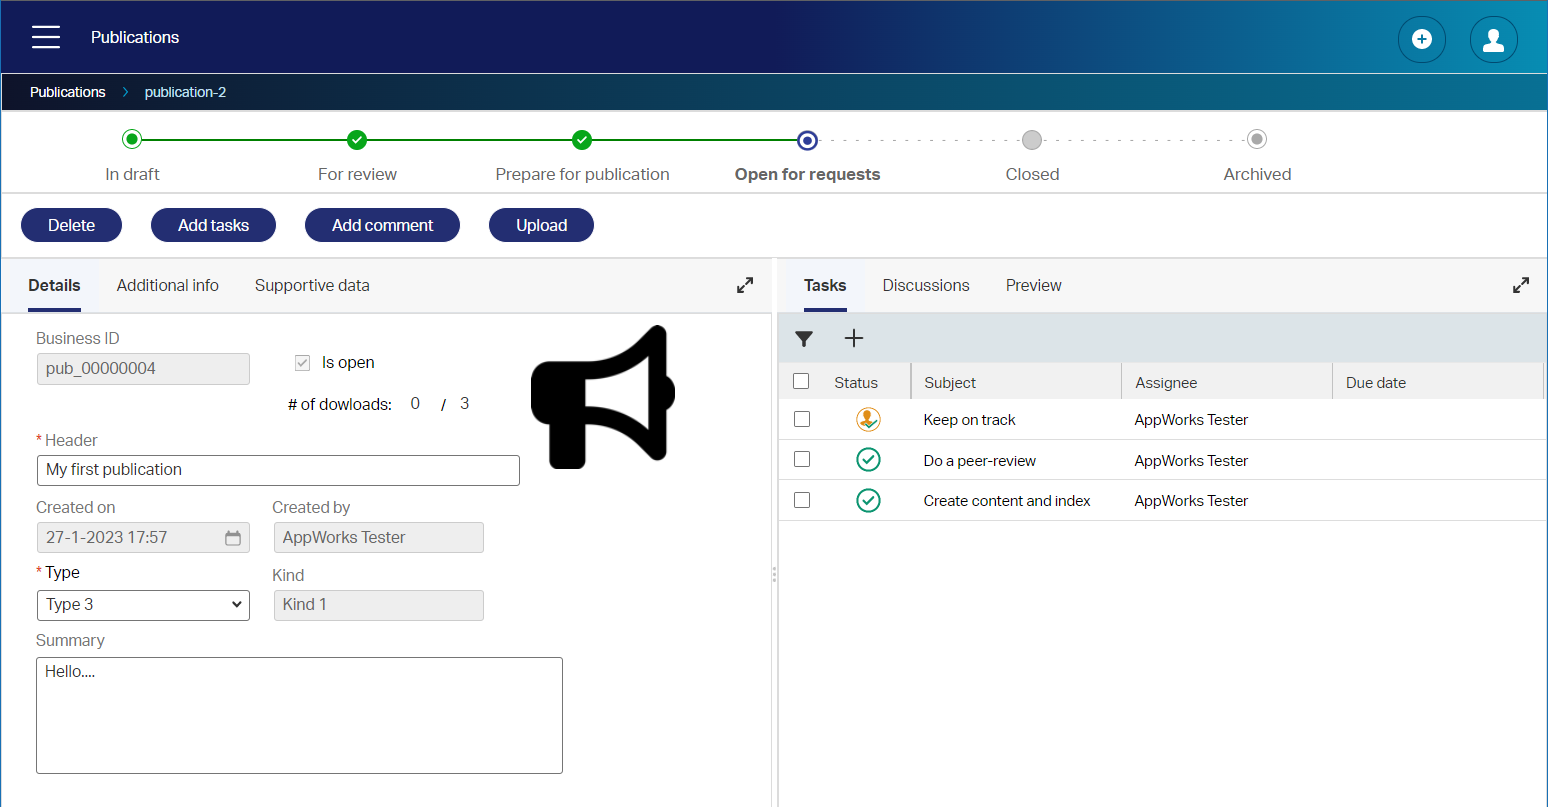 Publications
Publications > publication-2
In draft For review Prepare for publication Open for requests Closed Archived
Delete Add tasks Add comment Upload
Details Additional info Supportive data
Business ID
pub_00000004
Is open
# of dowloads: 0 / 3
* Header
My first publication
Created on Created by
27-1-2023 17:57 AppWorks Tester
* Type Kind
Type 3 Kind 1
Summary
Hello....
Tasks Discussions Preview
Status Subject Assignee Due date
Keep on track AppWorks Tester
Do a peer-review AppWorks Tester
Create content and index AppWorks Tester